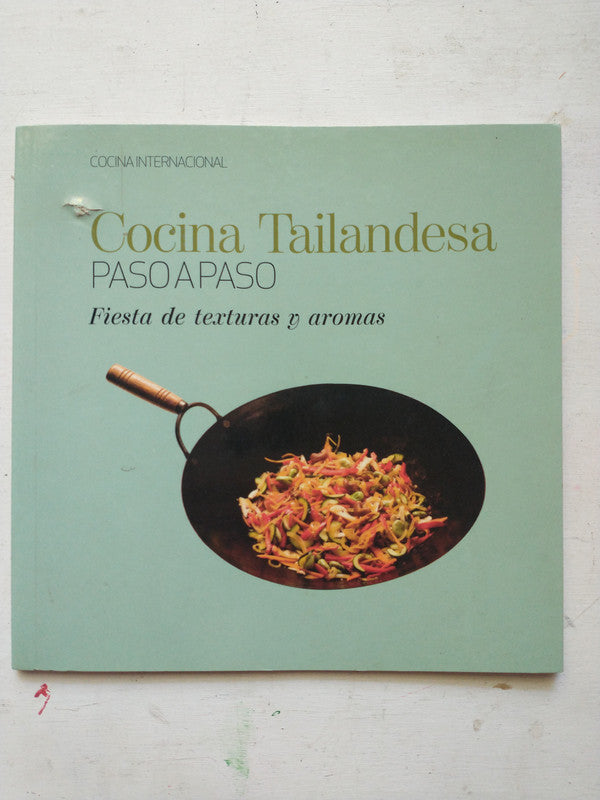 COCINA INTERNACIONAL
Cocina Tailandesa
PASO A PASO
Fiesta de texturas y aromas